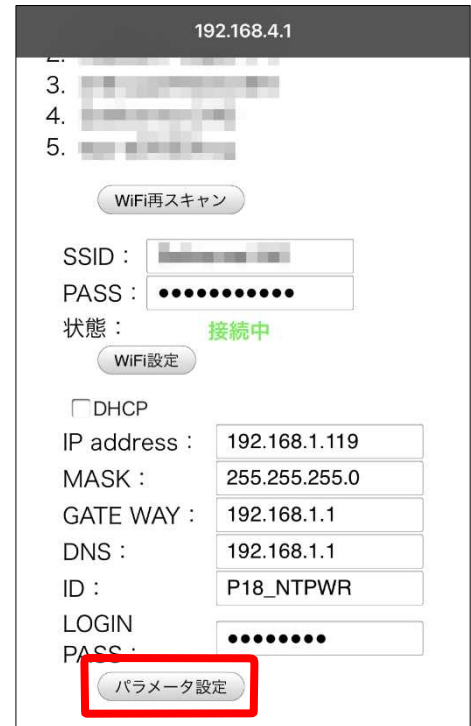 192.168.4.1
3.
4.
5.
WiFi再スキャン
SSID：
PASS： ●●●●●●●●●●●
状態： 接続中
WiFi設定
DHCP
IP address： 192.168.1.119
MASK： 255.255.255.0
GATE WAY： 192.168.1.1
DNS： 192.168.1.1
ID： P18_NTPWR
LOGIN
PASS： ●●●●●●●●
パラメータ設定